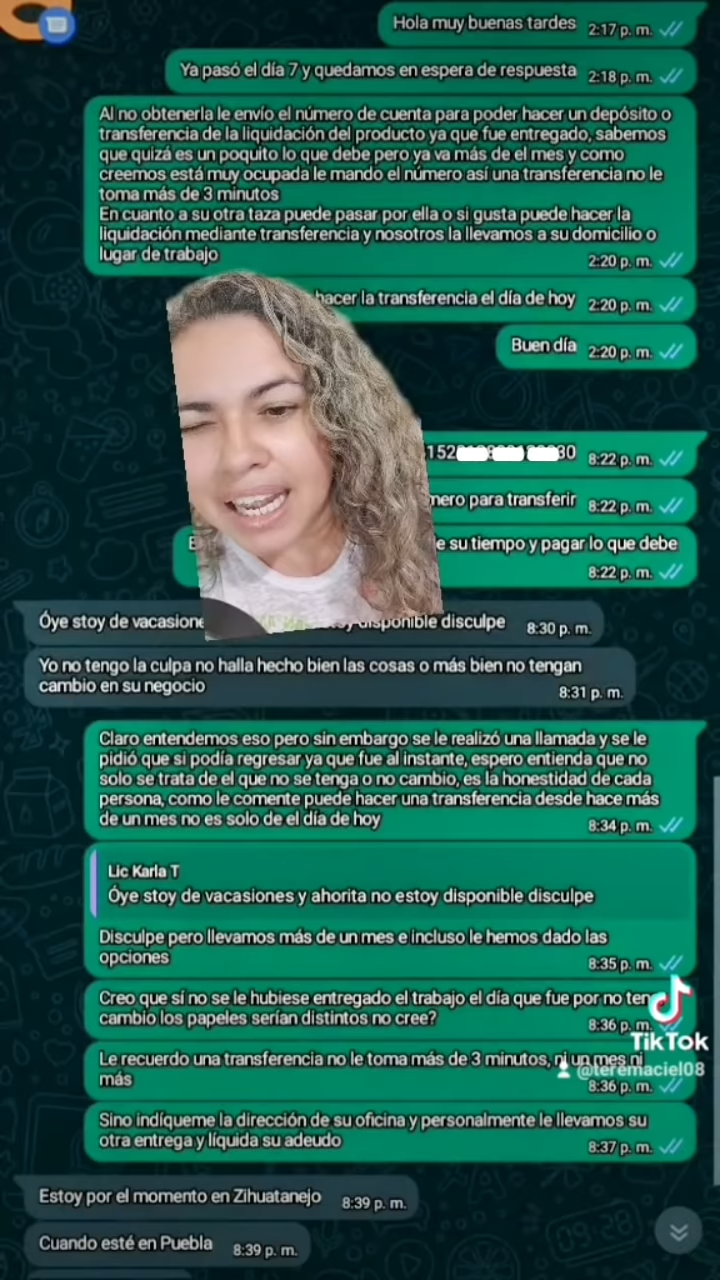 Hola muy buenas tardes 2:17 p. m.
Ya pasó el día 7 y quedamos en espera de respuesta 2:18 p. m.
Al no obtenerla le envío el número de cuenta para poder hacer un depósito o
transferencia de la liquidación del producto ya que fue entregado, sabemos
que quizá es un poquito lo que debe pero ya va más de el mes y como
creemos está muy ocupada le mando el número así una transferencia no le
toma más de 3 minutos
En cuanto a su otra taza puede pasar por ella o si gusta puede hacer la
liquidación mediante transferencia y nosotros la llevamos a su domicilio o
lugar de trabajo 2:20 p. m.
hacer la transferencia el día de hoy 2:20 p. m.
Buen día 2:20 p. m.
8:22 p. m.
para transferir 8:22 p. m.
su tiempo y pagar lo que debe
8:22 p. m.
Óye stoy de disculpe 8:30 p. m.
Yo no tengo la culpa no halla hecho bien las cosas o más bien no tengan
cambio en su negocio 8:31 p. m.
Claro entendemos eso pero sin embargo se le realizó una llamada y se le
pidió que si podía regresar ya que fue al instante, espero entienda que no
solo se trata de el que no se tenga o no cambio, es la honestidad de cada
persona, como le comente puede hacer una transferencia desde hace más
de un mes no es solo de el día de hoy 8:34 p. m.
Lic Karla T
Óye stoy de vacasiones y ahorita no estoy disponible disculpe
Disculpe pero llevamos más de un mes e incluso le hemos dado las
opciones 8:35 p. m.
Creo que sí no se le hubiese entregado el trabajo el día que fue por no
cambio los papeles serían distintos no cree? 8:36 p. m.
TikTok
Le recuerdo una transferencia no le toma más de 3 minutos, ni un mes ni
@teremaciel08
más 8:36 p. m.
Sino indíqueme la dirección de su oficina y personalmente le llevamos su
otra entrega y líquida su adeudo 8:37 p. m.
Estoy por el momento en Zihuatanejo 8:39 p. m.
Cuando esté en Puebla 8:39 p. m.